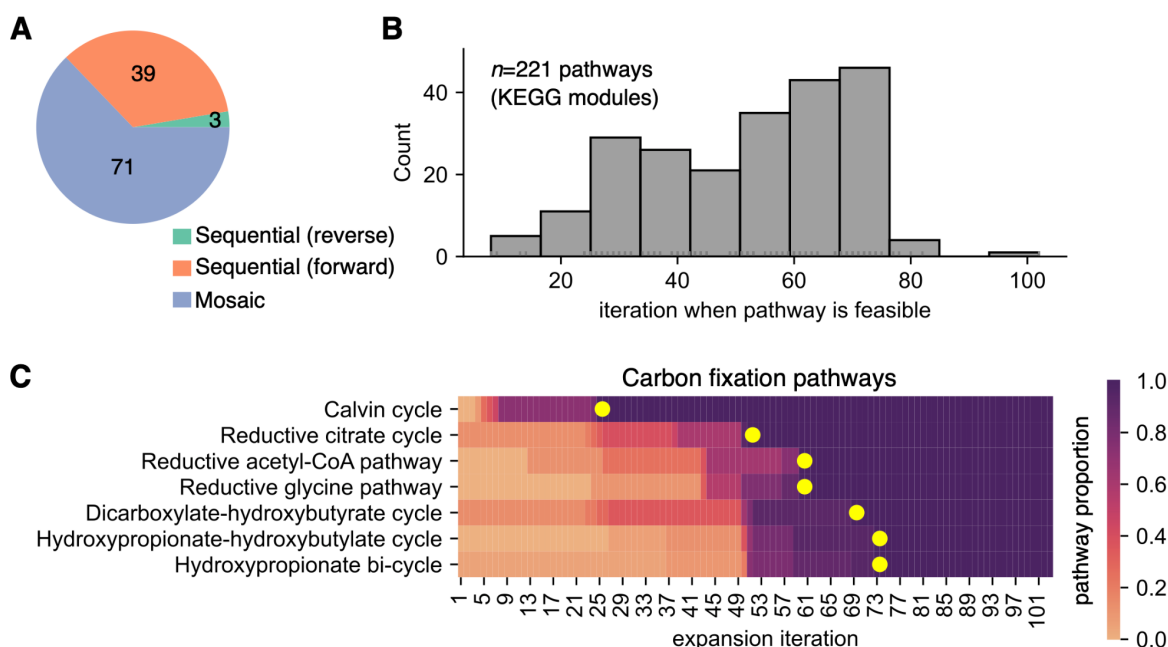 A
39
3
71
Sequential (reverse)
Sequential (forward)
Mosaic
B
n=221 pathways
(KEGG modules)
Count
40
20
0
20 40 60 80 100
iteration when pathway is feasible
C
Carbon fixation pathways
Calvin cycle
Reductive citrate cycle
Reductive acetyl-CoA pathway
Reductive glycine pathway
Dicarboxylate-hydroxybutyrate cycle
Hydroxypropionate-hydroxybutylate cycle
Hydroxypropionate bi-cycle
1 5 9 13 17 21 25 29 33 37 41 45 49 53 57 61 65 69 73 77 81 85 89 93 97 101
expansion iteration
pathway proportion
1.0
0.8
0.6
0.4
0.2
0.0